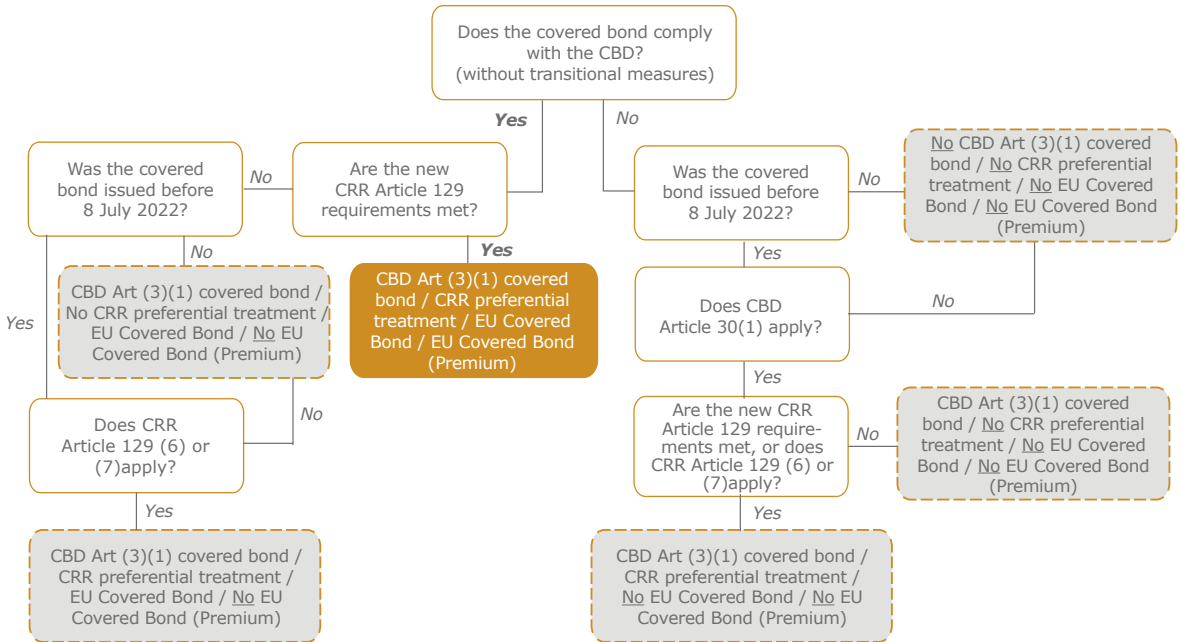 Does the covered bond comply
with the CBD?
(without transitional measures)
Yes
No
Was the covered
bond issued before
8 July 2022?
No
Are the new
CRR Article 129
requirements met?
Was the covered
bond issued before
8 July 2022?
No
No CBD Art (3)(1) covered
bond / No CRR preferential
treatment / No EU Covered
Bond / No EU Covered Bond
(Premium)
No
Yes
Yes
CBD Art (3)(1) covered bond /
No CRR preferential treatment /
EU Covered Bond / No EU
Covered Bond (Premium)
Yes
CBD Art (3)(1) covered
bond / CRR preferential
treatment / EU Covered
Bond / EU Covered Bond
(Premium)
Does CBD
Article 30(1) apply?
No
Yes
Does CRR
Article 129 (6) or
(7)apply?
No
Are the new CRR
Article 129 require-
ments met, or does
CRR Article 129 (6) or
(7)apply?
No
CBD Art (3)(1) covered
bond / No CRR preferential
treatment / No EU Covered
Bond / No EU Covered Bond
(Premium)
Yes
Yes
CBD Art (3)(1) covered bond /
CRR preferential treatment /
EU Covered Bond / No EU
Covered Bond (Premium)
CBD Art (3)(1) covered bond /
CRR preferential treatment /
No EU Covered Bond / No EU
Covered Bond (Premium)